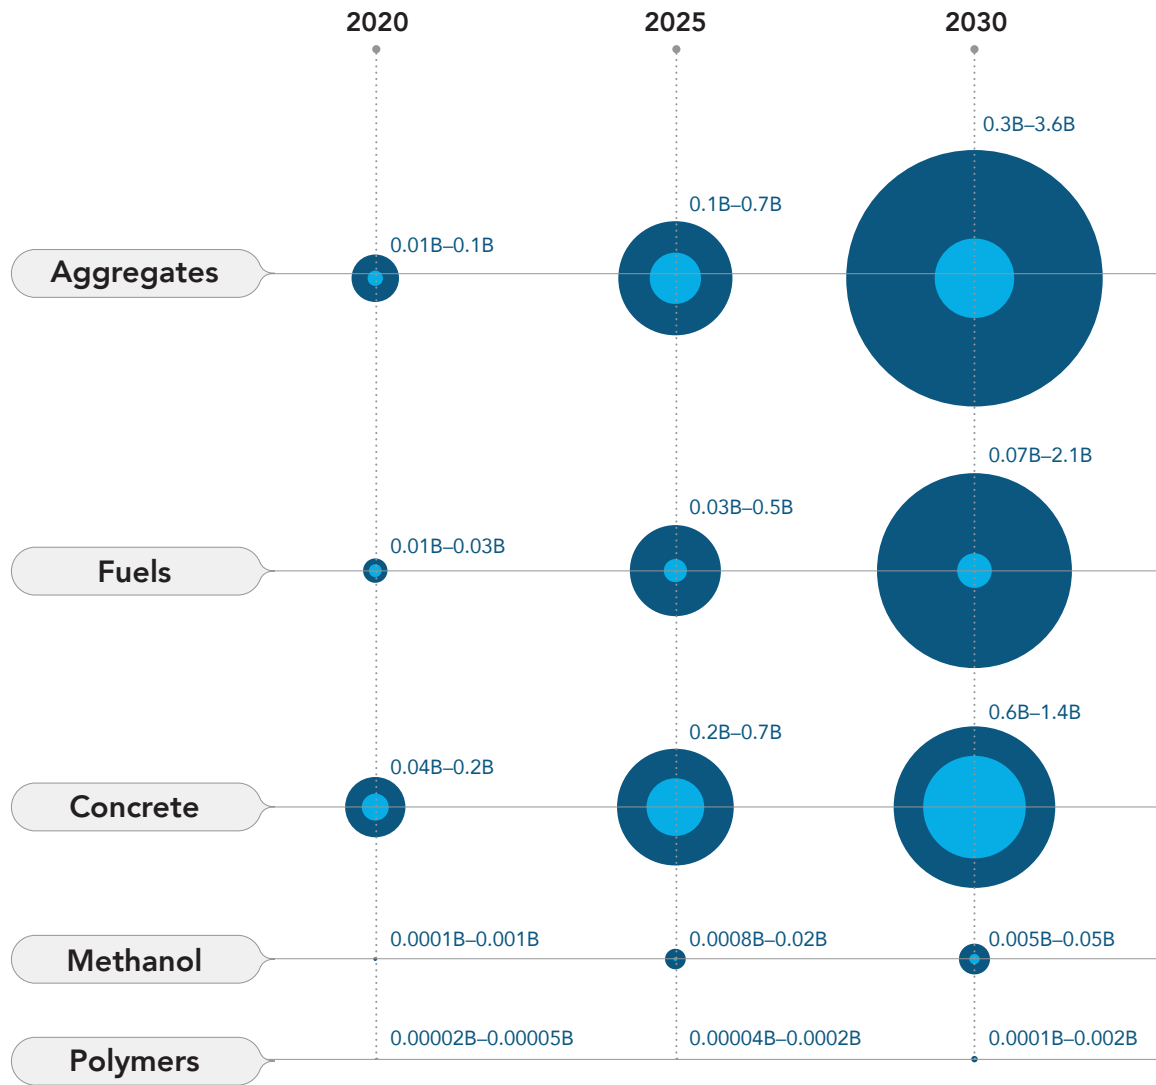 2020 2025 2030
0.3B–3.6B
0.1B–0.7B
0.01B–0.1B
Aggregates
0.07B–2.1B
0.03B–0.5B
0.01B–0.03B
Fuels
0.6B–1.4B
0.2B–0.7B
0.04B–0.2B
Concrete
0.0001B–0.001B 0.0008B–0.02B 0.005B–0.05B
Methanol
0.00002B–0.00005B 0.00004B–0.0002B 0.0001B–0.002B
Polymers